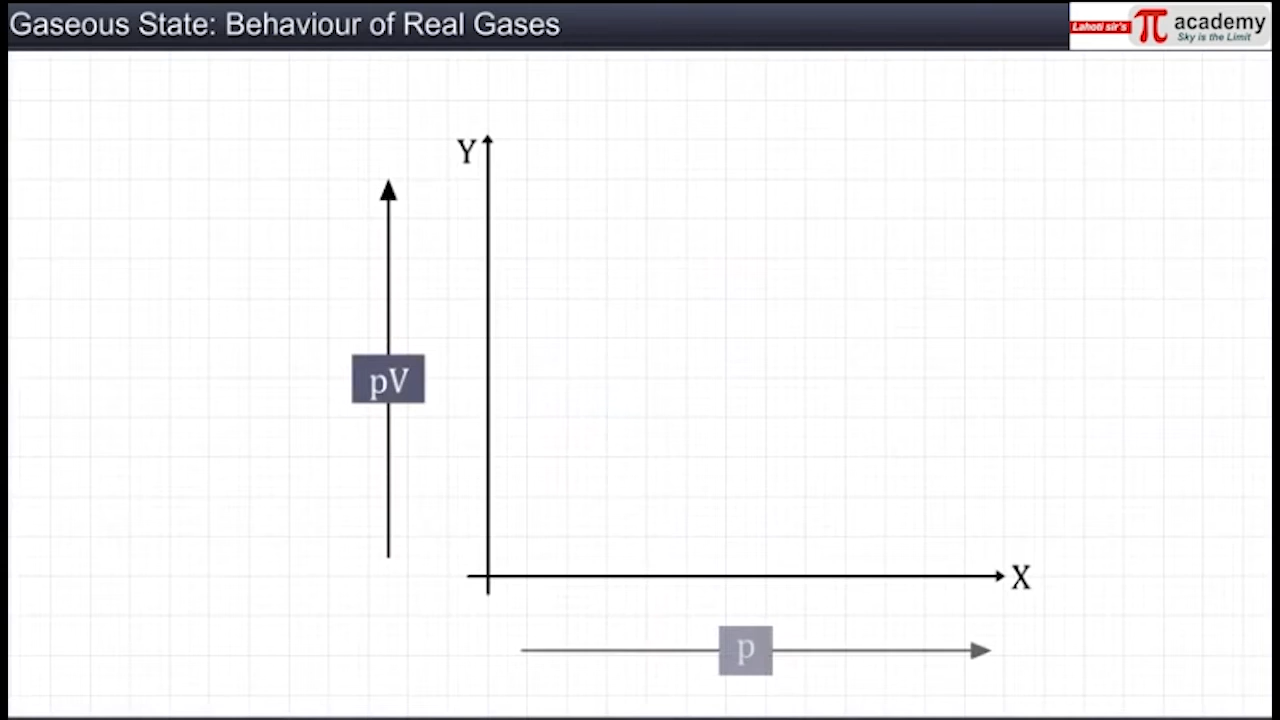 Gaseous State: Behaviour of Real Gases
Lahoti sir's π academy
Sky is the Limit
Y
pV
X
p